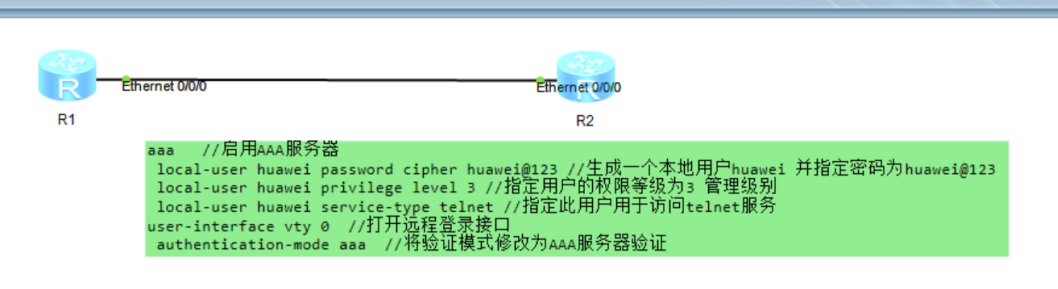 Ethernet 0/0/0
Ethernet 0/0/0
R
R
R1
R2
aaa //启用AAA服务器
local-user huawei password cipher huawei@123 //生成一个本地用户huawei 并指定密码为huawei@123
local-user huawei privilege level 3 //指定用户的权限等级为3 管理级别
local-user huawei service-type telnet //指定此用户用于访问telnet服务
user-interface vty 0 //打开远程登录接口
authentication-mode aaa //将验证模式修改为AAA服务器验证